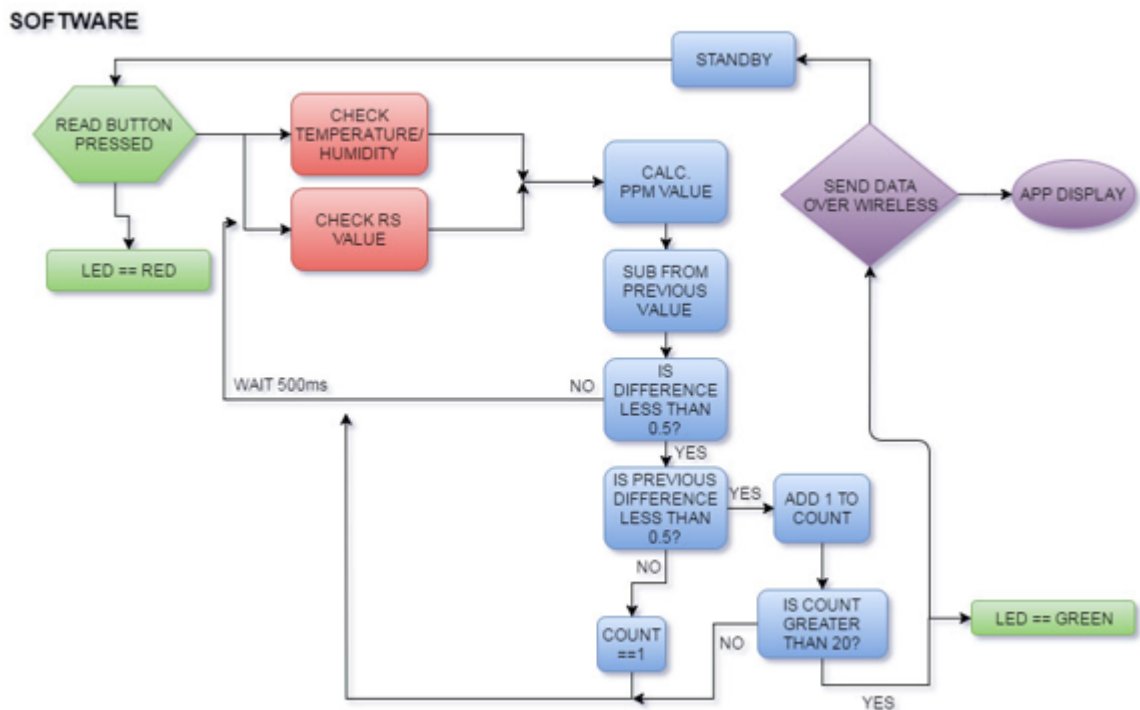 SOFTWARE
STANDBY
READ BUTTON
PRESSED
CHECK
TEMPERATURE/
HUMIDITY
CALC.
PPM VALUE
SEND DATA
OVER WIRELESS
APP DISPLAY
CHECK RS
VALUE
LED == RED
SUB FROM
PREVIOUS
VALUE
WAIT 500ms
NO
IS
DIFFERENCE
LESS THAN
0.5?
YES
IS PREVIOUS
DIFFERENCE
LESS THAN
0.5?
YES
ADD 1 TO
COUNT
NO
COUNT
==1
IS COUNT
GREATER
THAN 20?
NO
YES
LED == GREEN